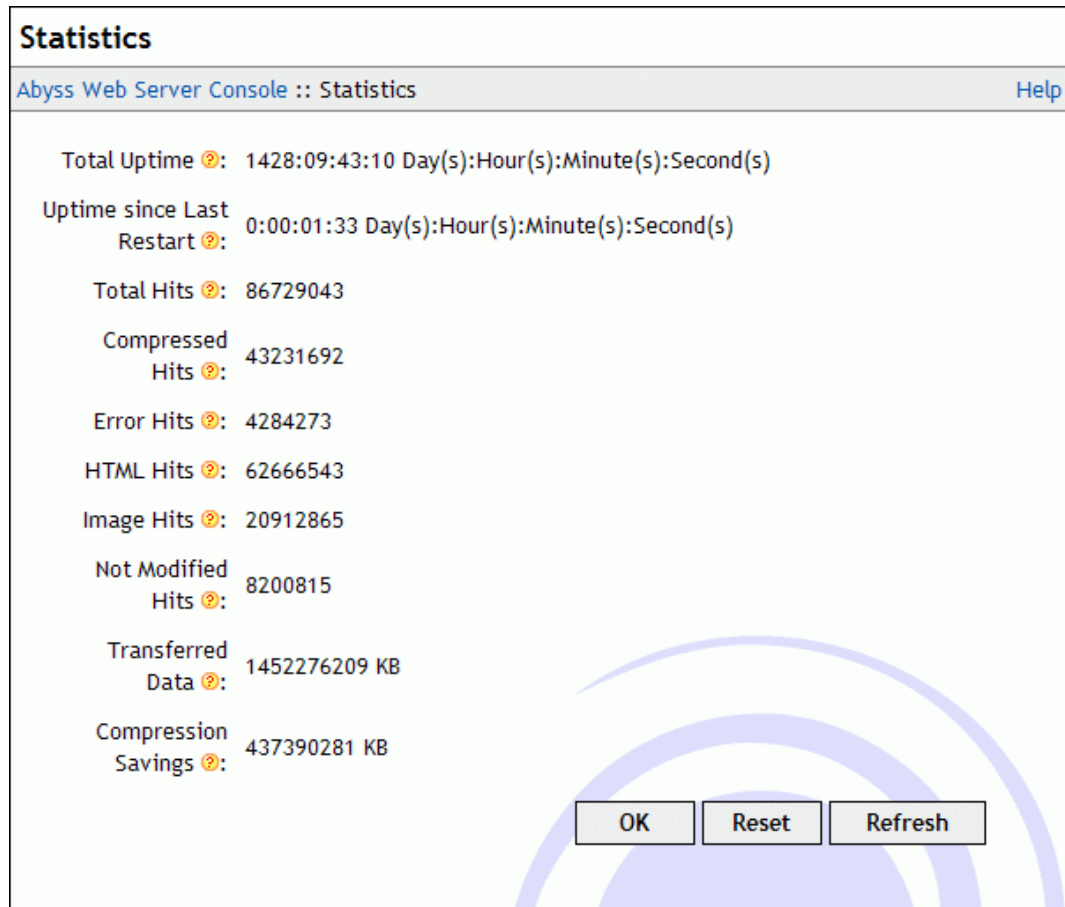 Statistics
Abyss Web Server Console :: Statistics Help
Total Uptime ?: 1428:09:43:10 Day(s):Hour(s):Minute(s):Second(s)
Uptime since Last
Restart ?: 0:00:01:33 Day(s):Hour(s):Minute(s):Second(s)
Total Hits ?: 86729043
Compressed
Hits ?: 43231692
Error Hits ?: 4284273
HTML Hits ?: 62666543
Image Hits ?: 20912865
Not Modified
Hits ?: 8200815
Transferred
Data ?: 1452276209 KB
Compression
Savings ?: 437390281 KB
OK Reset Refresh